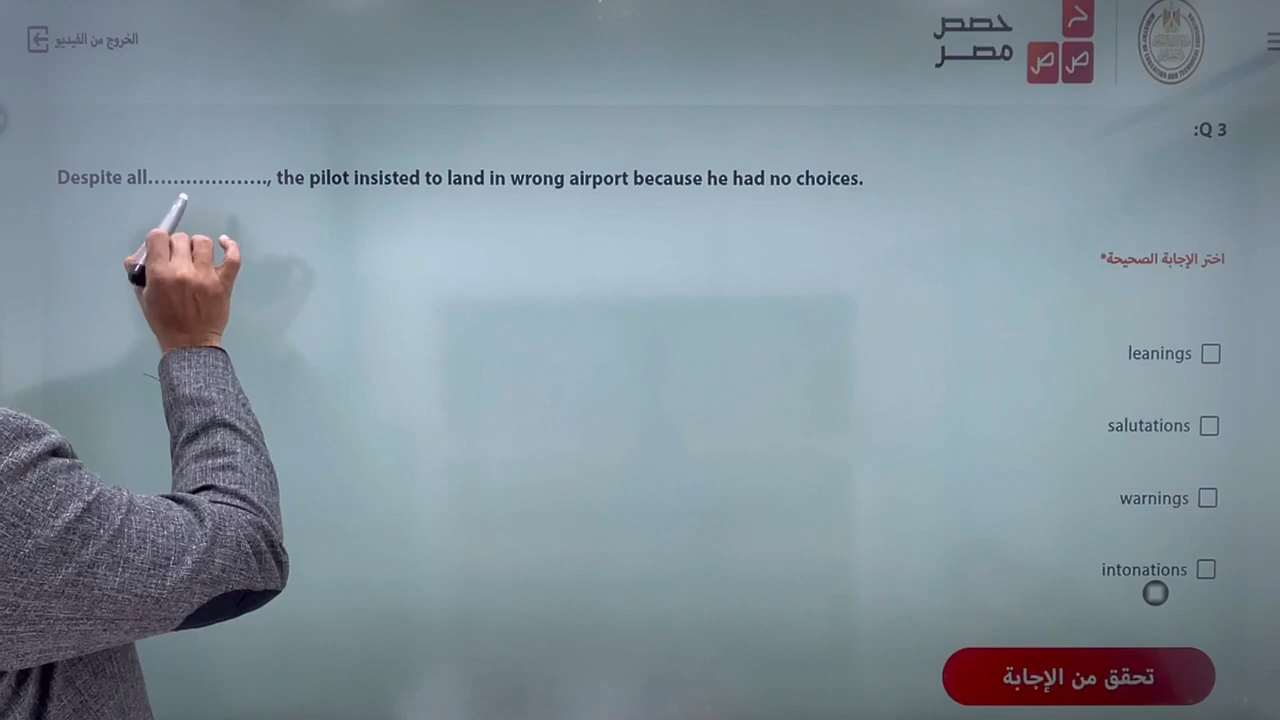 الخروج من الفيديو
حصص
مصر
ح
ص ص
:Q 3
Despite all..................., the pilot insisted to land in wrong airport because he had no choices.
اختر الإجابة الصحيحة*
leanings
salutations
warnings
intonations
تحقق من الإجابة